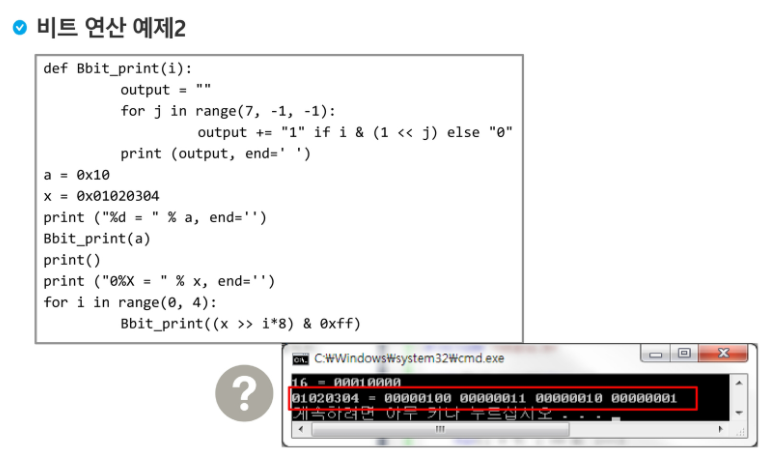 비트 연산 예제2
def Bbit_print(i):
output = ""
for j in range(7, -1, -1):
output += "1" if i & (1 << j) else "0"
print (output, end=' ')
a = 0x10
x = 0x01020304
print ("%d = " % a, end='')
Bbit_print(a)
print()
print ("0%X = " % x, end='')
for i in range(0, 4):
Bbit_print((x >> i*8) & 0xff)
C:₩Windows₩system32₩cmd.exe
16 = 00010000
01020304 = 00000100 00000011 00000010 00000001
계속하려면 아무 키나 누르십시오 . . .
?